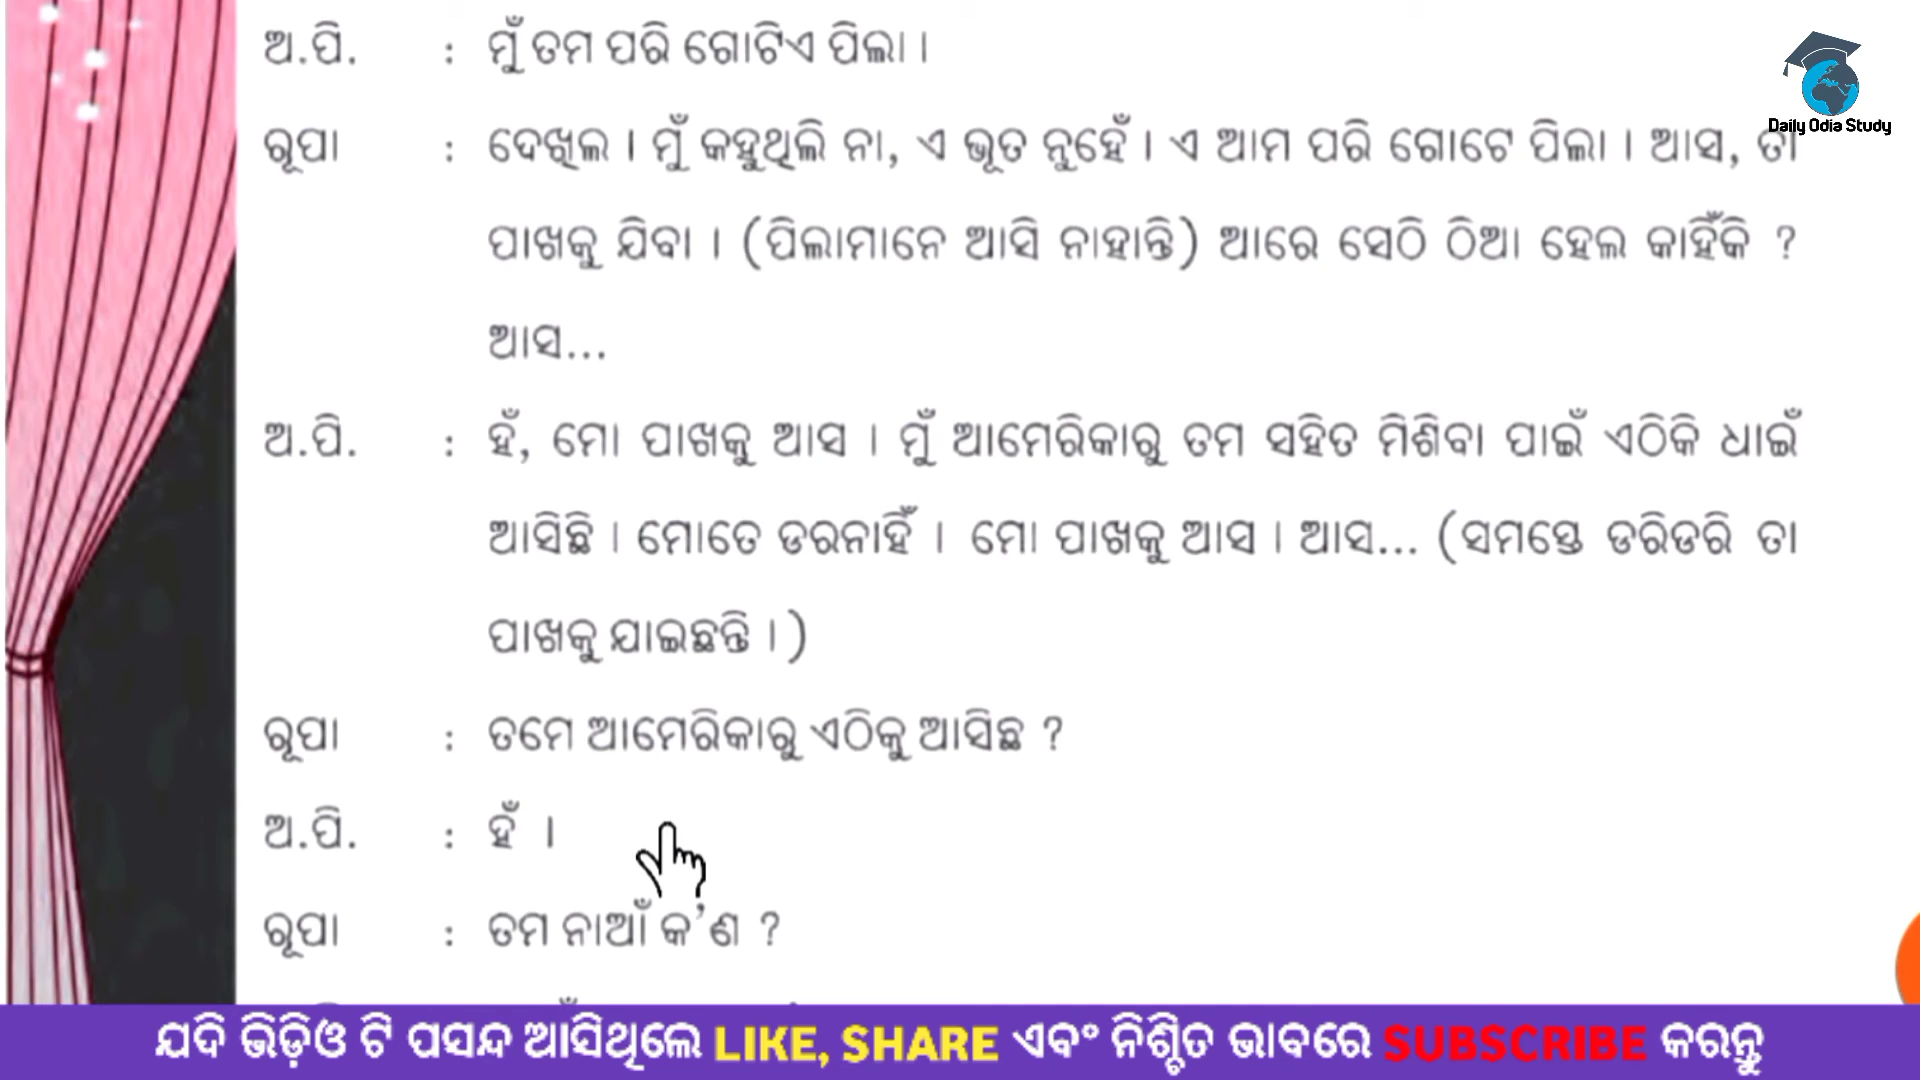 ଅ.ପି. : ମୁଁ ତମ ପରି ଗୋଟିଏ ପିଲା ।
Daily Odia Study
ରୂପା : ଦେଖିଲ । ମୁଁ କହୁଥିଲି ନା, ଏ ଭୂତ ନୁହେଁ । ଏ ଆମ ପରି ଗୋଟେ ପିଲା । ଆସ, ତା
ପାଖକୁ ଯିବା । (ପିଲାମାନେ ଆସି ନାହାନ୍ତି) ଆରେ ସେଠି ଠିଆ ହେଲ କାହିଁକି ?
ଆସ...
ଅ.ପି. : ହଁ, ମୋ ପାଖକୁ ଆସ । ମୁଁ ଆମେରିକାରୁ ତମ ସହିତ ମିଶିବା ପାଇଁ ଏଠିକି ଧାଇଁ
ଆସିଛି । ମୋତେ ଡରନାହିଁ । ମୋ ପାଖକୁ ଆସ । ଆସ... (ସମସ୍ତେ ଡରିଡରି ତା
ପାଖକୁ ଯାଇଛନ୍ତି ।)
ରୂପା : ତମେ ଆମେରିକାରୁ ଏଠିକୁ ଆସିଛ ?
ଅ.ପି. : ହଁ ।
ରୂପା : ତମ ନାଆଁ କ'ଣ ?
ଯଦି ଭିଡ଼ିଓ ଟି ପସନ୍ଦ ଆସିଥିଲେ LIKE, SHARE ଏବଂ ନିଶ୍ଚିତ ଭାବରେ SUBSCRIBE କରନ୍ତୁ